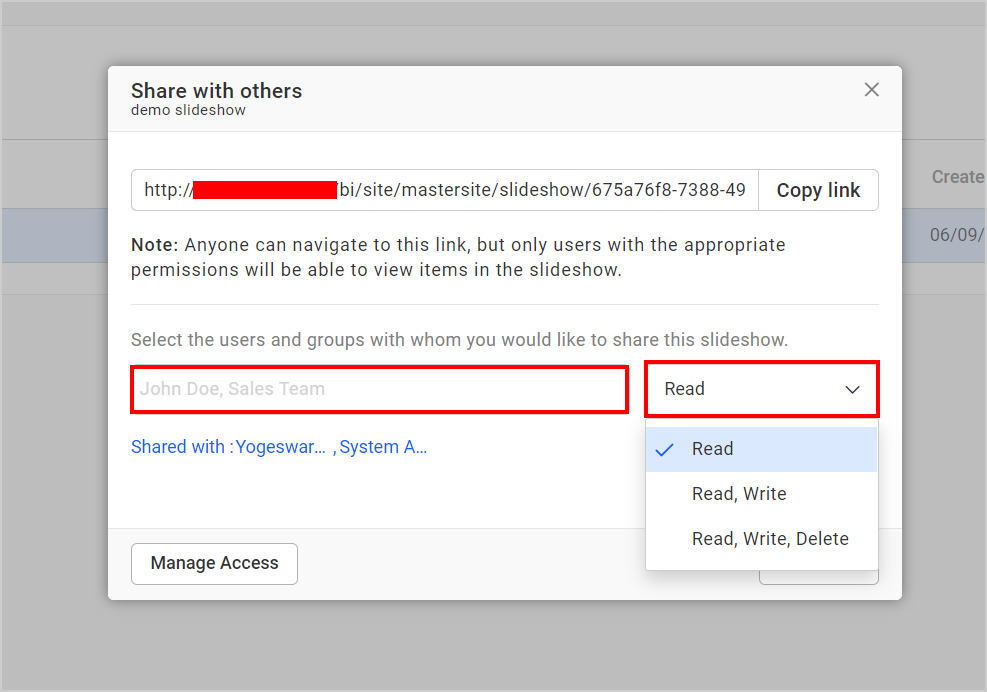 Share with others
demo slideshow
http:// bi/site/mastersite/slideshow/675a76f8-7388-49
Copy link
Create
06/09/
Note: Anyone can navigate to this link, but only users with the appropriate
permissions will be able to view items in the slideshow.
Select the users and groups with whom you would like to share this slideshow.
John Doe, Sales Team
Read
Shared with : Yogeswar... , System A...
Read
Read, Write
Read, Write, Delete
Manage Access